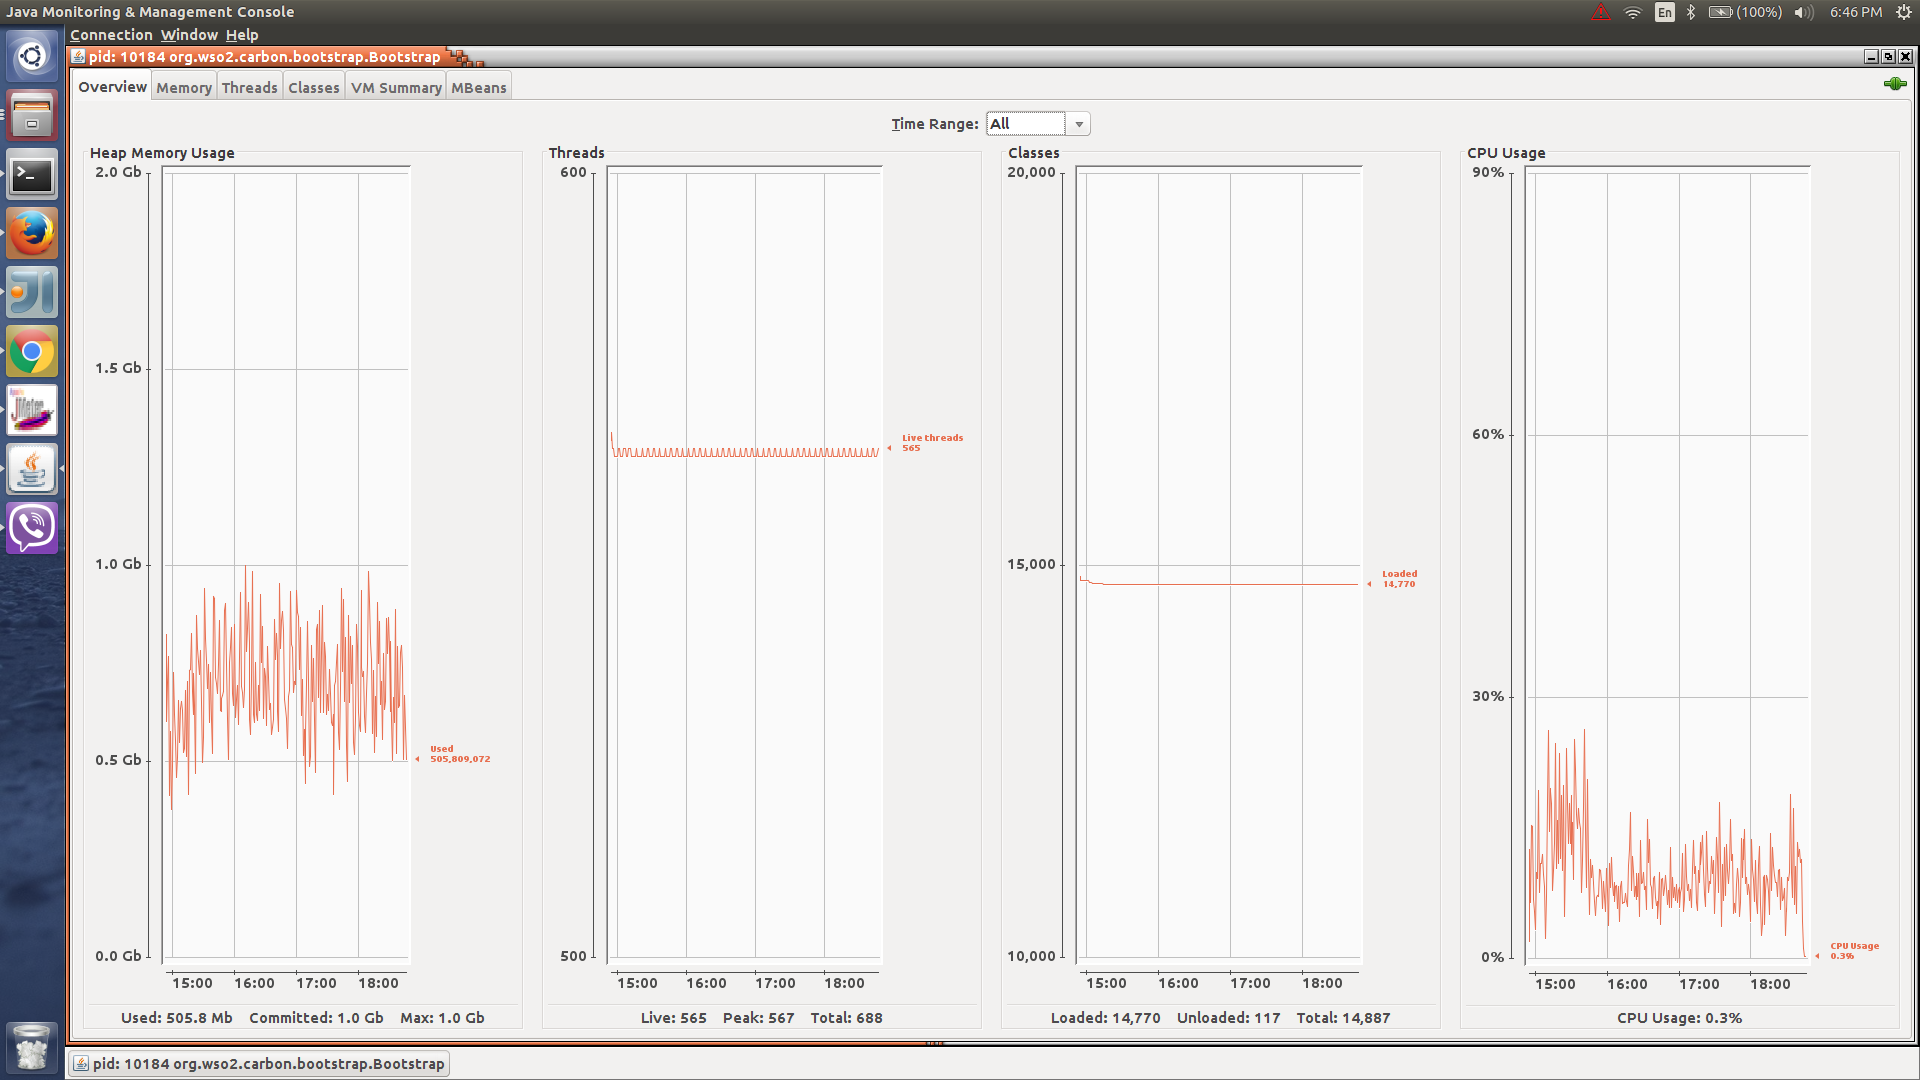 Java Monitoring & Management Console
En
(100%)
6:46 PM
Connection Window Help
pid: 10184 org.wso2.carbon.bootstrap.Bootstrap
Overview Memory Threads Classes VM Summary MBeans
Time Range: All
Heap Memory Usage
2.0 Gb
1.5 Gb
1.0 Gb
0.5 Gb
0.0 Gb
Used
505,809,072
15:00 16:00 17:00 18:00
Used: 505.8 Mb Committed: 1.0 Gb Max: 1.0 Gb
Threads
600
500
Live threads
565
15:00 16:00 17:00 18:00
Live: 565 Peak: 567 Total: 688
Classes
20,000
15,000
10,000
Loaded
14,770
15:00 16:00 17:00 18:00
Loaded: 14,770 Unloaded: 117 Total: 14,887
CPU Usage
90%
60%
30%
0%
CPU Usage
0.3%
15:00 16:00 17:00 18:00
CPU Usage: 0.3%
pid: 10184 org.wso2.carbon.bootstrap.Bootstrap